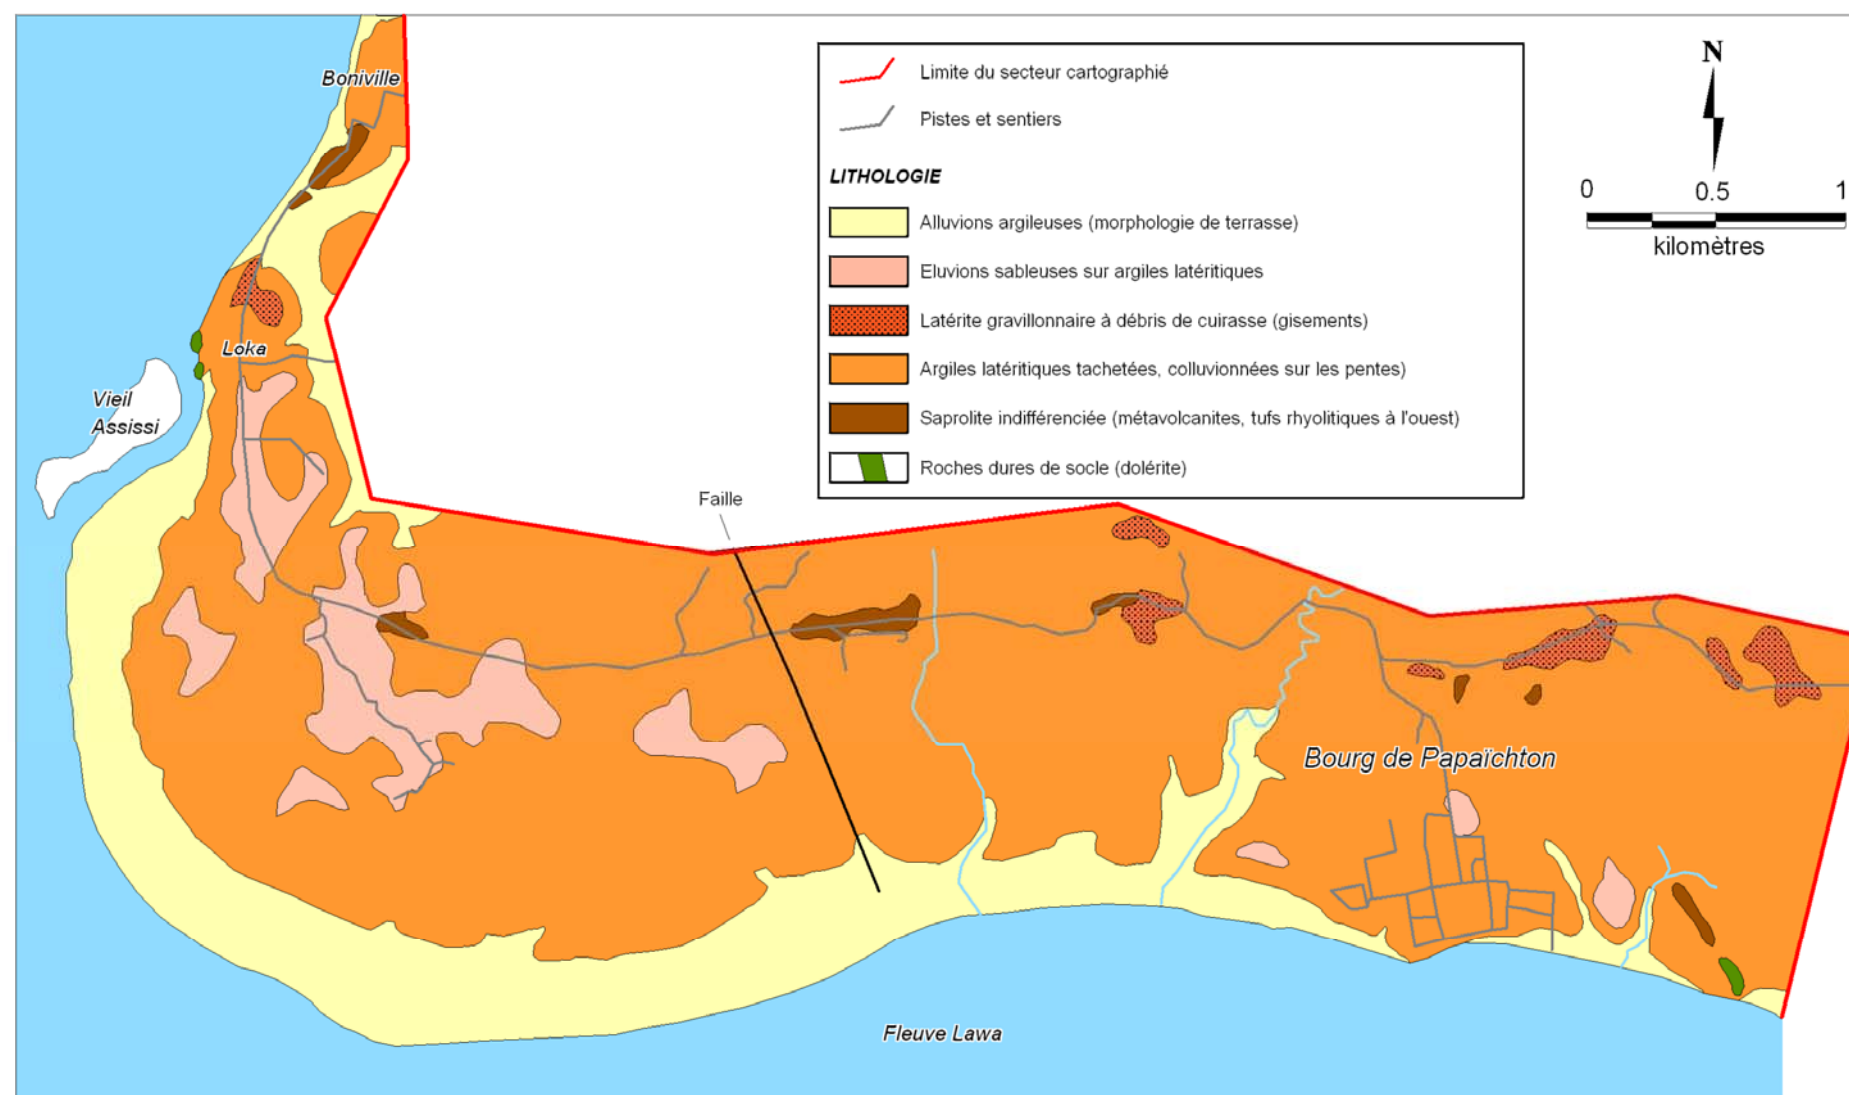 Boniville
Limite du secteur cartographié
Pistes et sentiers
LITHOLOGIE
Alluvions argileuses (morphologie de terrasse)
Eluvions sableuses sur argiles latéritiques
Latérite gravillonnaire à débris de cuirasse (gisements)
Argiles latéritiques tachetées, colluvionnées sur les pentes)
Saprolite indifférenciée (métavolcanites, tufs rhyolitiques à l'ouest)
Roches dures de socle (dolérite)
N
0 0.5 1
kilomètres
Loka
Vieil
Assissi
Faille
Bourg de Papaïchton
Fleuve Lawa